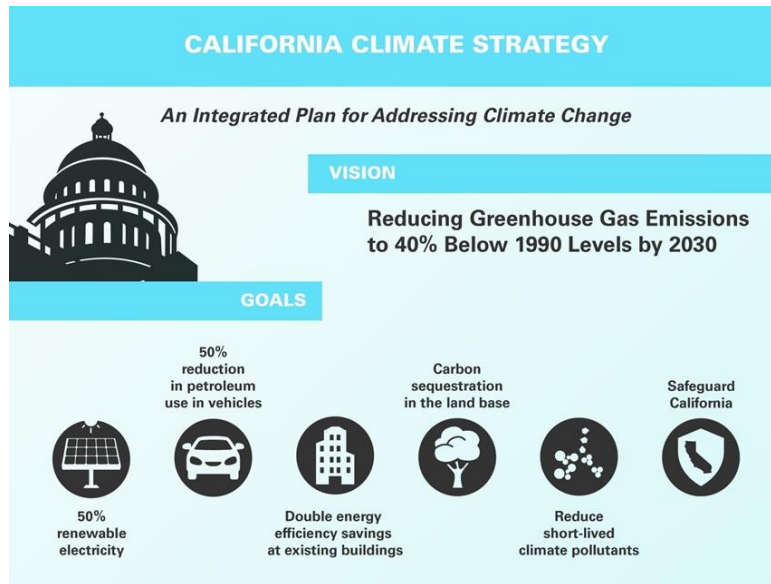 CALIFORNIA CLIMATE STRATEGY
An Integrated Plan for Addressing Climate Change
VISION
Reducing Greenhouse Gas Emissions
to 40% Below 1990 Levels by 2030
GOALS
50%
renewable
electricity
50%
reduction
in petroleum
use in vehicles
Double energy
efficiency savings
at existing buildings
Carbon
sequestration
in the land base
Reduce
short-lived
climate pollutants
Safeguard
California